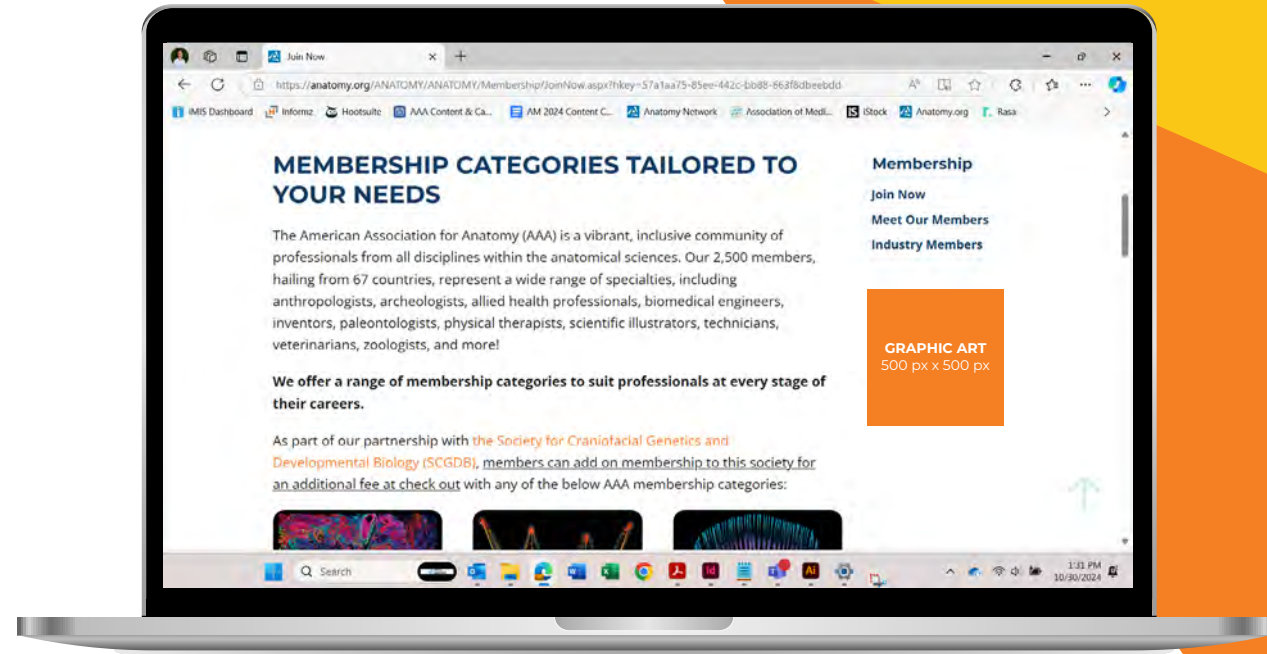 Join Now
https://anatomy.org/ANATOMY/ANATOMY/Membership/JoinNow.aspx?hkey=57a1aa75-85ee-442c-bb88-663f8dbeebdd
iMIS Dashboard Informz Hootsuite AAA Content & Ca... AM 2024 Content C... Anatomy Network Association of Medi... iStock Anatomy.org Rasa
MEMBERSHIP CATEGORIES TAILORED TO
YOUR NEEDS
The American Association for Anatomy (AAA) is a vibrant, inclusive community of
professionals from all disciplines within the anatomical sciences. Our 2,500 members,
hailing from 67 countries, represent a wide range of specialties, including
anthropologists, archeologists, allied health professionals, biomedical engineers,
inventors, paleontologists, physical therapists, scientific illustrators, technicians,
veterinarians, zoologists, and more!
We offer a range of membership categories to suit professionals at every stage of
their careers.
As part of our partnership with the Society for Craniofacial Genetics and
Developmental Biology (SCGDB), members can add on membership to this society for
an additional fee at check out with any of the below AAA membership categories:
Membership
Join Now
Meet Our Members
Industry Members
GRAPHIC ART
500 px x 500 px
Search
1:31 PM
10/30/2024